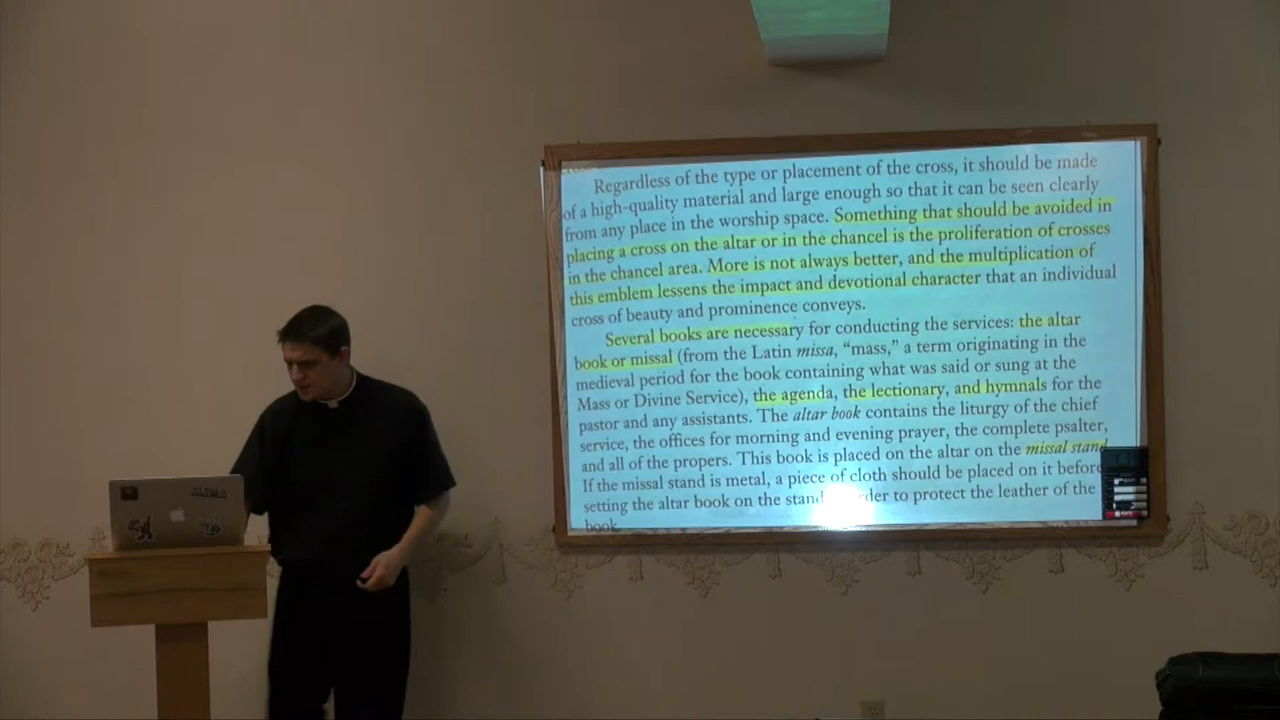 Regardless of the type or placement of the cross, it should be made
of a high-quality material and large enough so that it can be seen clearly
from any place in the worship space. Something that should be avoided in
placing a cross on the altar or in the chancel is the proliferation of crosses
in the chancel area. More is not always better, and the multiplication of
this emblem lessens the impact and devotional character that an individual
cross of beauty and prominence conveys.
Several books are necessary for conducting the services: the altar
book or missal (from the Latin missa, “mass,” a term originating in the
medieval period for the book containing what was said or sung at the
Mass or Divine Service), the agenda, the lectionary, and hymnals for the
pastor and any assistants. The altar book contains the liturgy of the chief
service, the offices for morning and evening prayer, the complete psalter,
and all of the propers. This book is placed on the altar on the missal stand
If the missal stand is metal, a piece of cloth should be placed on it before
setting the altar book on the stand order to protect the leather of the
book.